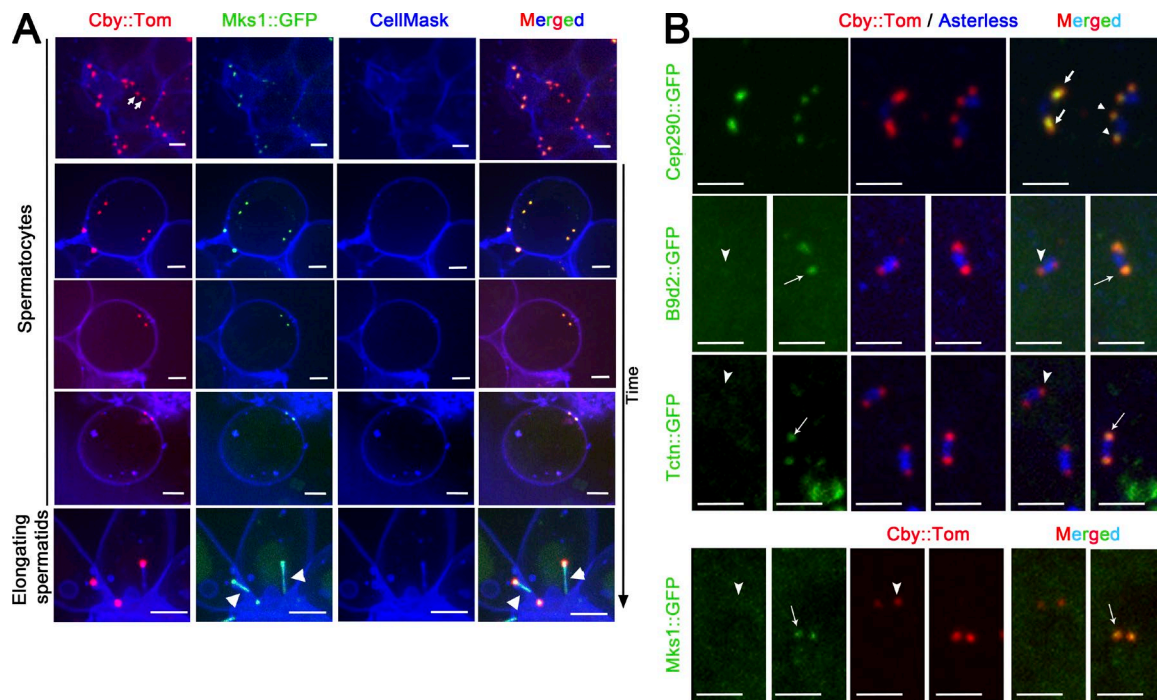 A
Cby::Tom Mks1::GFP CellMask Merged
Spermatocytes
Time
Elongating
spermatids
B
Cby::Tom / Asterless Merged
Cep290::GFP
B9d2::GFP
Tctn::GFP
Cby::Tom Merged
Mks1::GFP